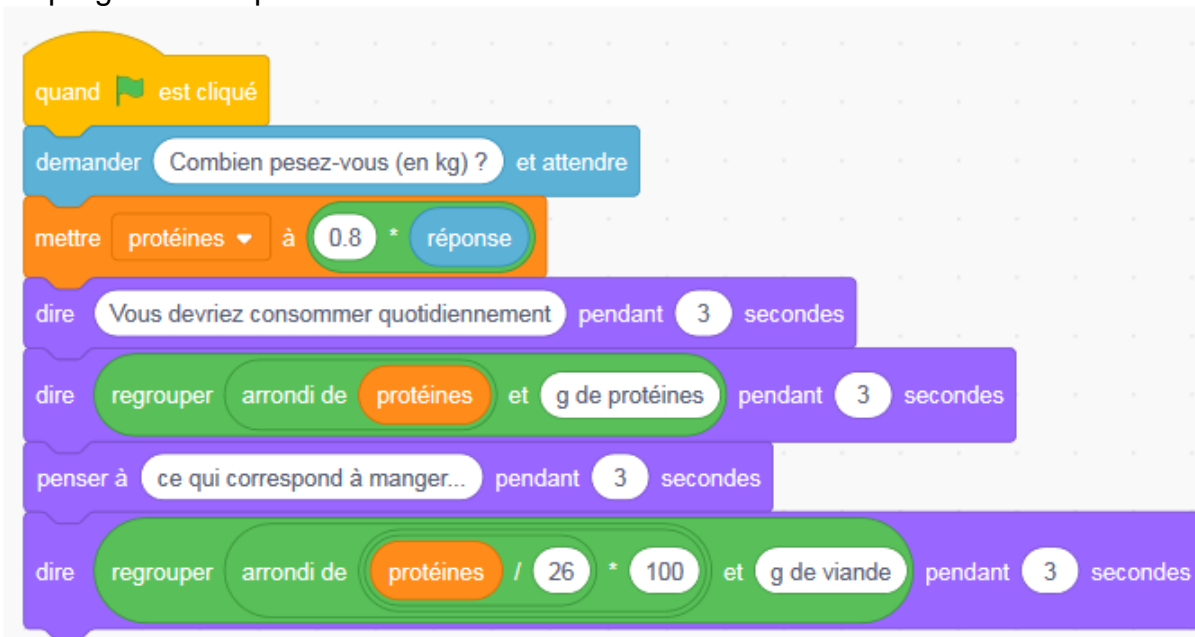 quand est cliqué
demander Combien pesez-vous (en kg) ? et attendre
mettre protéines à 0.8 * réponse
dire Vous devriez consommer quotidiennement pendant 3 secondes
dire regrouper arrondi de protéines et g de protéines pendant 3 secondes
penser à ce qui correspond à manger... pendant 3 secondes
dire regrouper arrondi de protéines / 26 * 100 et g de viande pendant 3 secondes